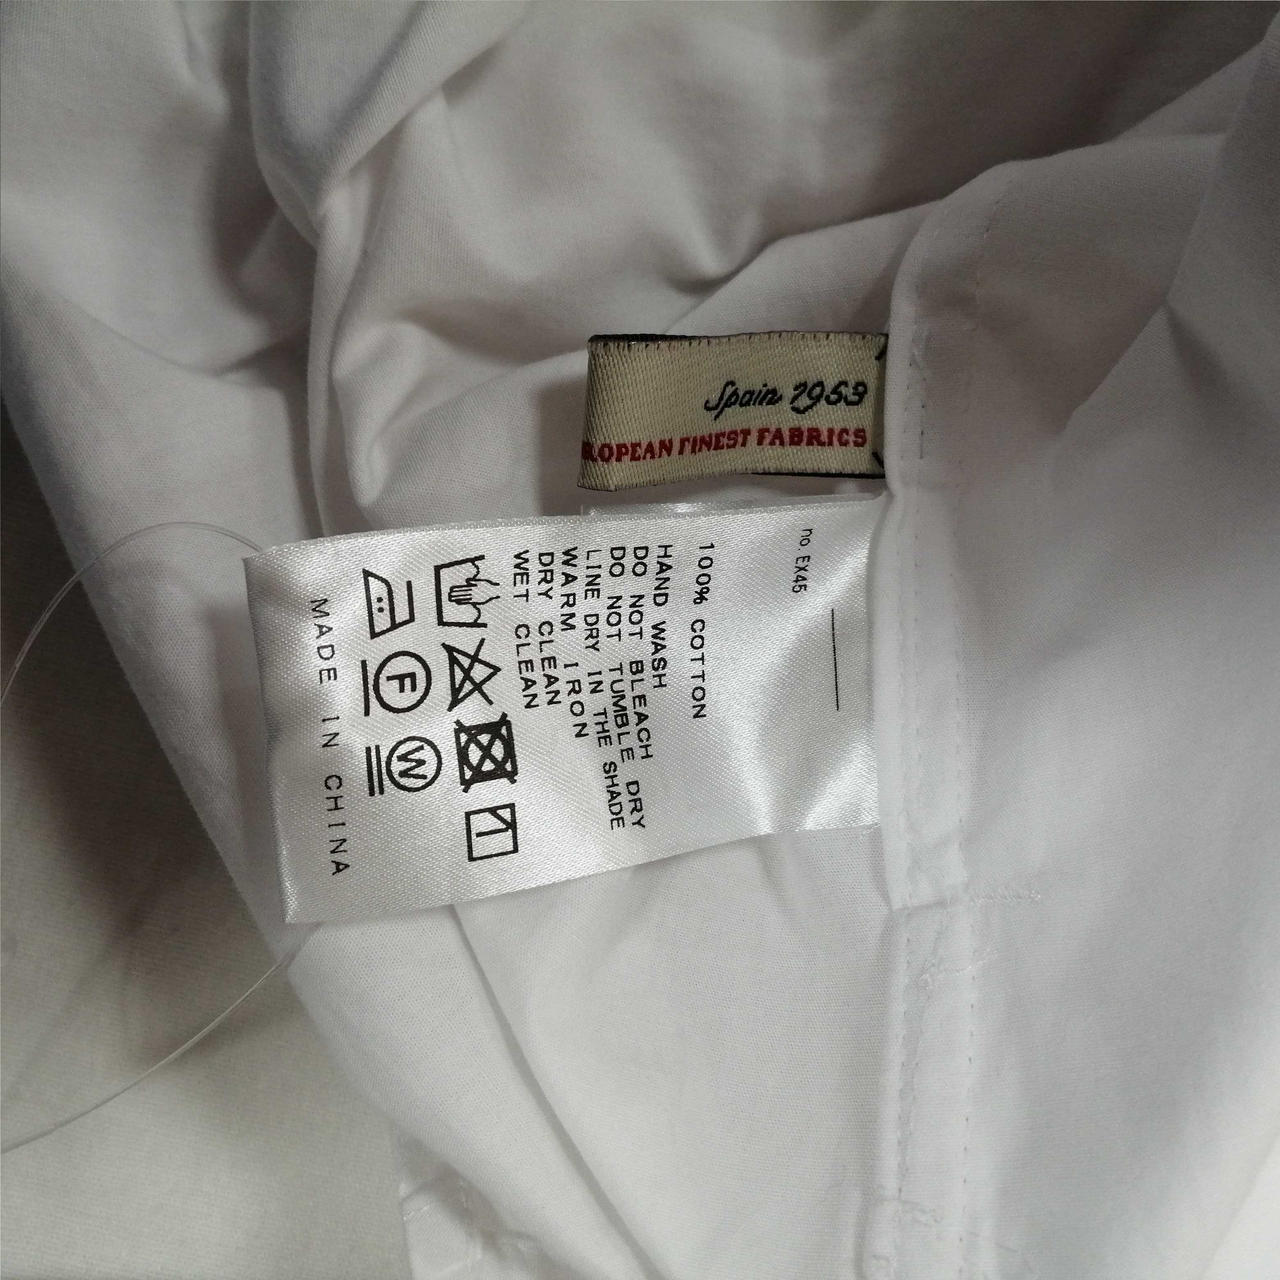 Spain 1953
ROPEAN FINEST FABRICS
no. EX45
100% COTTON
HAND WASH
DO NOT BLEACH
DO NOT TUMBLE DRY
LINE DRY IN THE SHADE
WARM IRON
DRY CLEAN
WET CLEAN
F
W
MADE IN CHINA